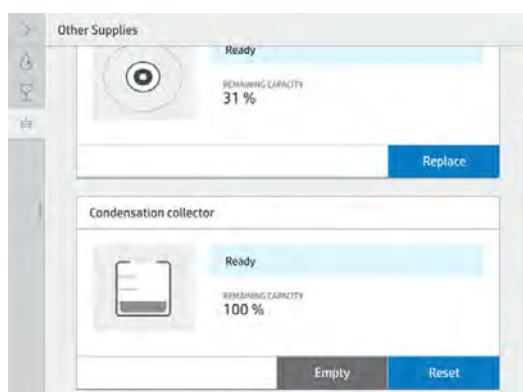 Other Supplies
Ready
REMAINING CAPACITY
31 %
Replace
Condensation collector
Ready
REMAINING CAPACITY
100 %
Empty
Reset